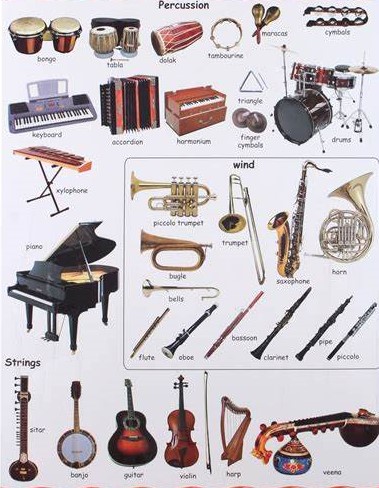 Percussion
bongo
tabla
dolak
tambourine
maracas
cymbals
keyboard
accordion
harmonium
triangle
finger
cymbals
drums
xylophone
wind
piccolo trumpet
trumpet
saxophone
horn
piano
bugle
bells
flute
oboe
bassoon
clarinet
pipe
piccolo
Strings
sitar
banjo
guitar
violin
harp
veena